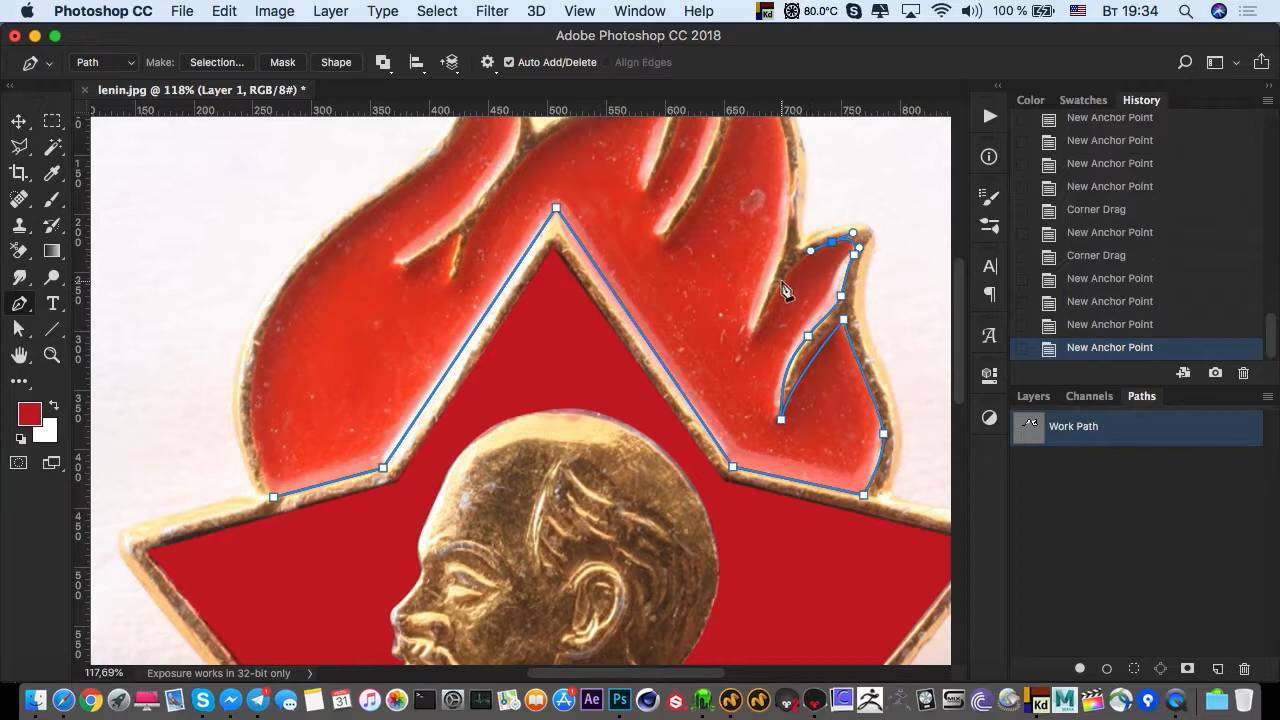 Photoshop CC File Edit Image Layer Type Select Filter 3D View Window Help 80.0°C 100 % Вт 19:34
Adobe Photoshop CC 2018
Path Make: Selection... Mask Shape Auto Add/Delete Align Edges
lenin.jpg @ 118% (Layer 1, RGB/8#) *
Color Swatches History
150 200 250 300 350 400 450 500 550 600 650 700 750 800
New Anchor Point
New Anchor Point
New Anchor Point
New Anchor Point
Corner Drag
New Anchor Point
Corner Drag
New Anchor Point
New Anchor Point
New Anchor Point
New Anchor Point
Layers Channels Paths
Work Path
117,69% Exposure works in 32-bit only